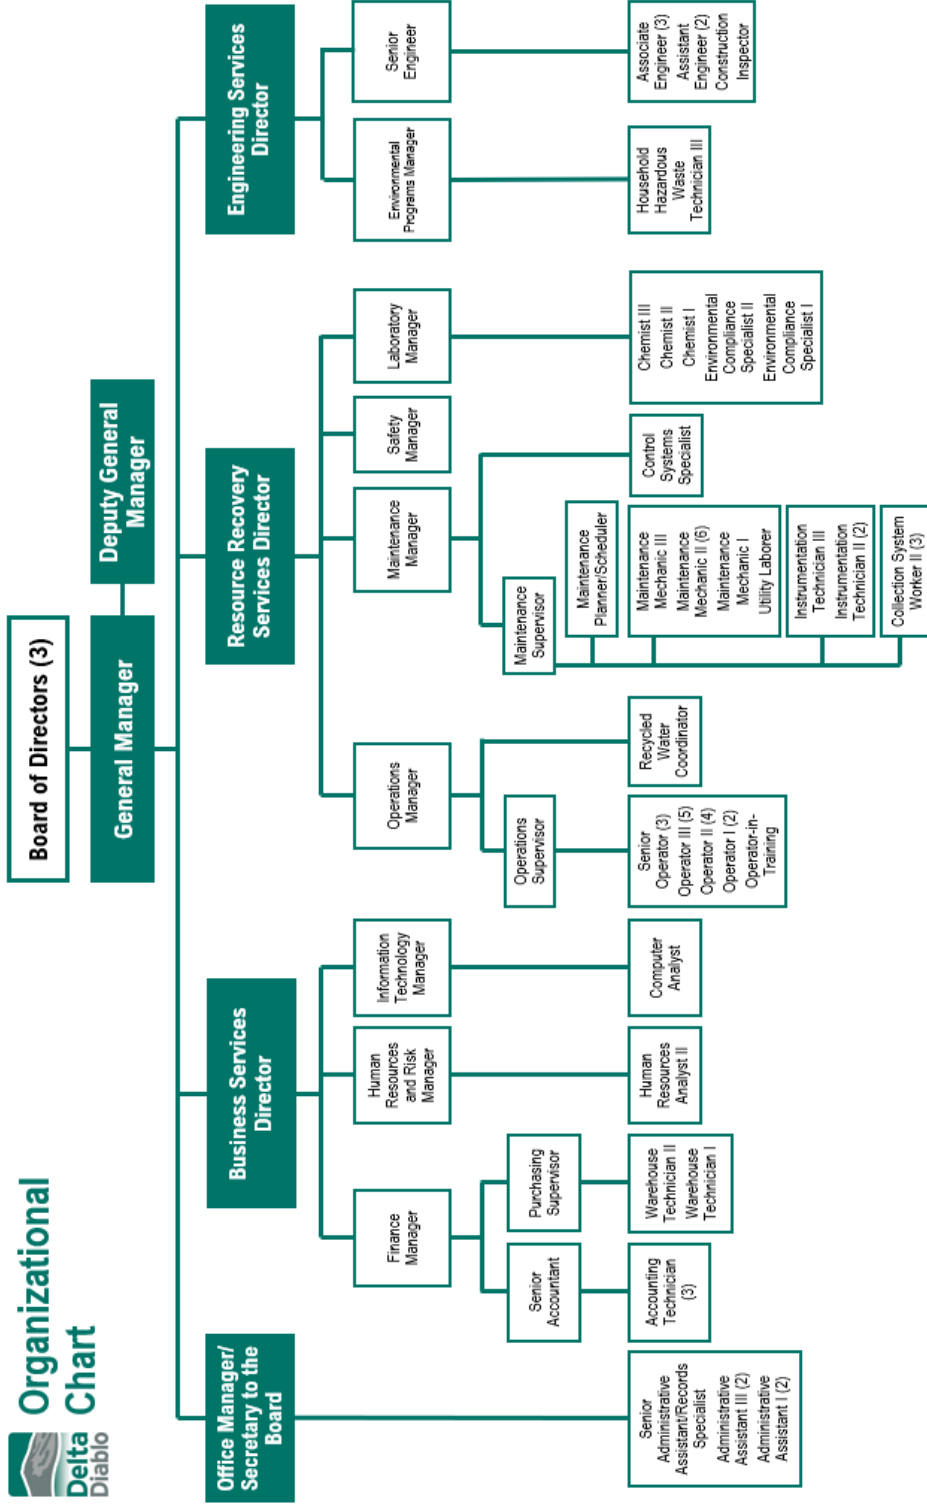 Delta
Diablo
Organizational
Chart
Board of Directors (3)
General Manager
Deputy General
Manager
Office Manager/
Secretary to the
Board
Business Services
Director
Resource Recovery
Services Director
Engineering Services
Director
Finance
Manager
Human
Resources
and Risk
Manager
Information
Technology
Manager
Operations
Manager
Maintenance
Manager
Safety
Manager
Laboratory
Manager
Environmental
Programs Manager
Senior
Engineer
Senior
Accountant
Purchasing
Supervisor
Operations
Supervisor
Maintenance
Supervisor
Senior
Administrative
Assistant/Records
Specialist
Administrative
Assistant III (2)
Administrative
Assistant I (2)
Accounting
Technician
(3)
Warehouse
Technician II
Warehouse
Technician I
Human
Resources
Analyst II
Computer
Analyst
Senior
Operator (3)
Operator III (5)
Operator II (4)
Operator I (2)
Operator-in-
Training
Recycled
Water
Coordinator
Maintenance
Planner/Scheduler
Maintenance
Mechanic III
Maintenance
Mechanic II (6)
Maintenance
Mechanic I
Utility Laborer
Instrumentation
Technician III
Instrumentation
Technician II (2)
Collection System
Worker II (3)
Control
Systems
Specialist
Chemist III
Chemist II
Chemist I
Environmental
Compliance
Specialist II
Environmental
Compliance
Specialist I
Household
Hazardous
Waste
Technician III
Associate
Engineer (3)
Assistant
Engineer (2)
Construction
Inspector